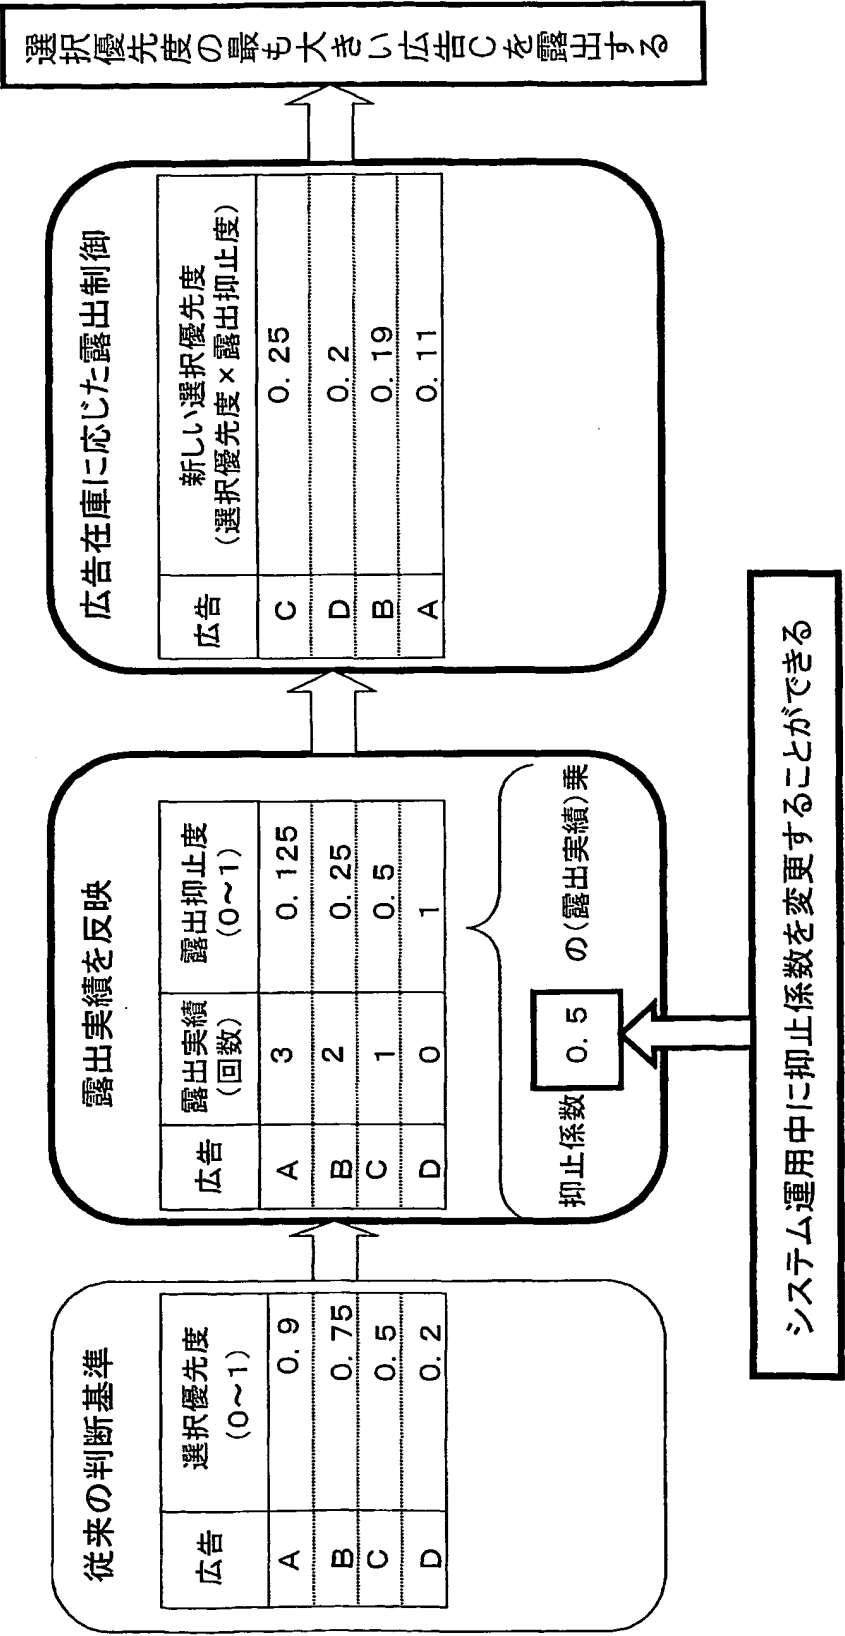 従来の判断基準
広告 選択優先度
(0〜1)
A 0.9
B 0.75
C 0.5
D 0.2
露出実績を反映
広告 露出実績 露出抑止度
(回数) (0〜1)
A 3 0.125
B 2 0.25
C 1 0.5
D 0 1
抑止係数 0.5 の(露出実績)乗
システム運用中に抑止係数を変更することができる
広告在庫に応じた露出制御
広告 新しい選択優先度
(選択優先度×露出抑止度)
C 0.25
D 0.2
B 0.19
A 0.11
選択優先度の最も大きい広告Cを露出する